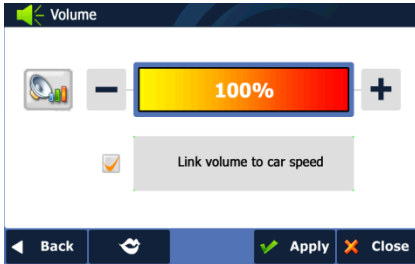 Volume
100%
Link volume to car speed
Back
Apply
Close